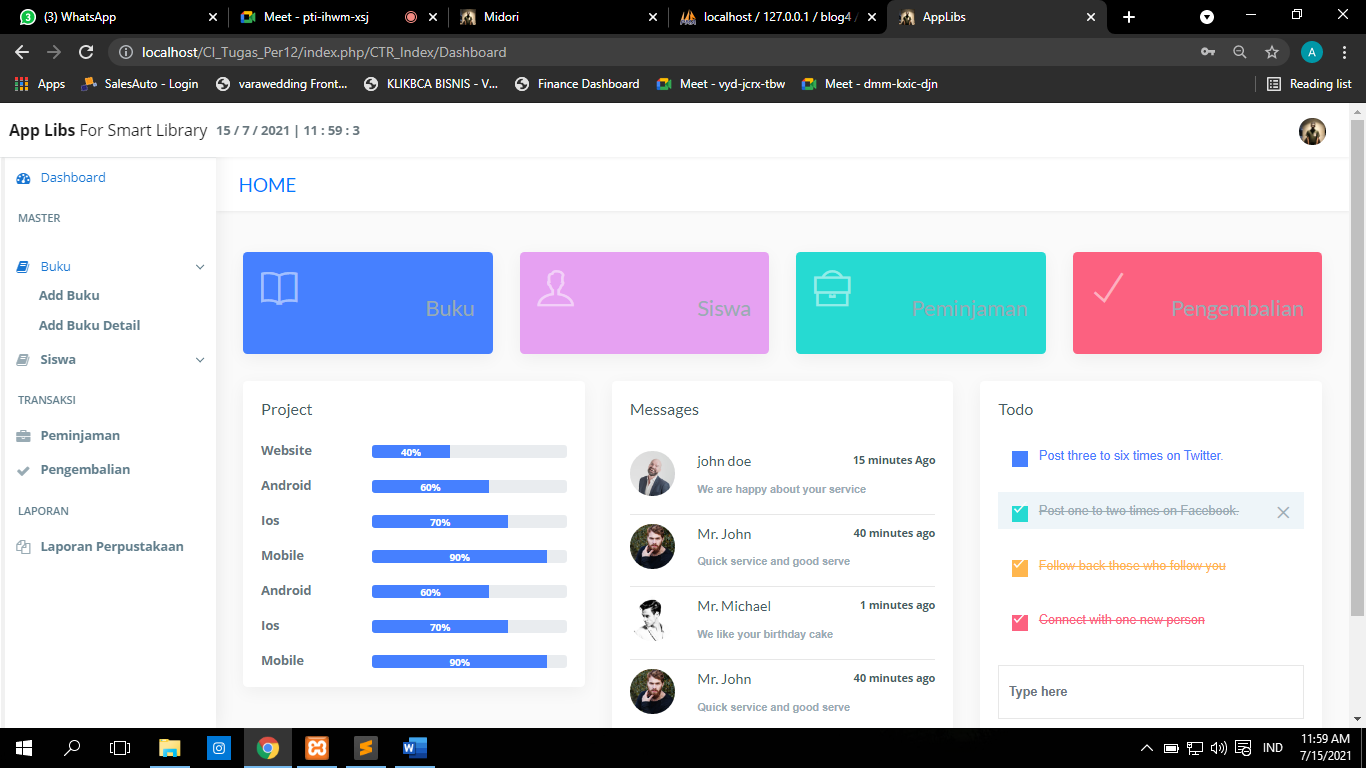 (3) WhatsApp
Meet - pti-ihwm-xsj
Midori
localhost / 127.0.0.1 / blog4
AppLibs
localhost/CI_Tugas_Per12/index.php/CTR_Index/Dashboard
A
Apps
SalesAuto - Login
varawedding Front...
KLIKBCA BISNIS - V...
Finance Dashboard
Meet - vyd-jcrx-tbw
Meet - dmm-kxic-djn
Reading list
App Libs For Smart Library 15 / 7 / 2021 | 11 : 59 : 3
Dashboard
MASTER
Buku
Add Buku
Add Buku Detail
Siswa
TRANSAKSI
Peminjaman
Pengembalian
LAPORAN
Laporan Perpustakaan
HOME
Buku
Siswa
Peminjaman
Pengembalian
Project
Website 40%
Android 60%
Ios 70%
Mobile 90%
Android 60%
Ios 70%
Mobile 90%
Messages
john doe 15 minutes Ago
We are happy about your service
Mr. John 40 minutes ago
Quick service and good serve
Mr. Michael 1 minutes ago
We like your birthday cake
Mr. John 40 minutes ago
Quick service and good serve
Todo
Post three to six times on Twitter.
Post one to two times on Facebook.
Follow back those who follow you
Connect with one new person
Type here
IND
11:59 AM
7/15/2021